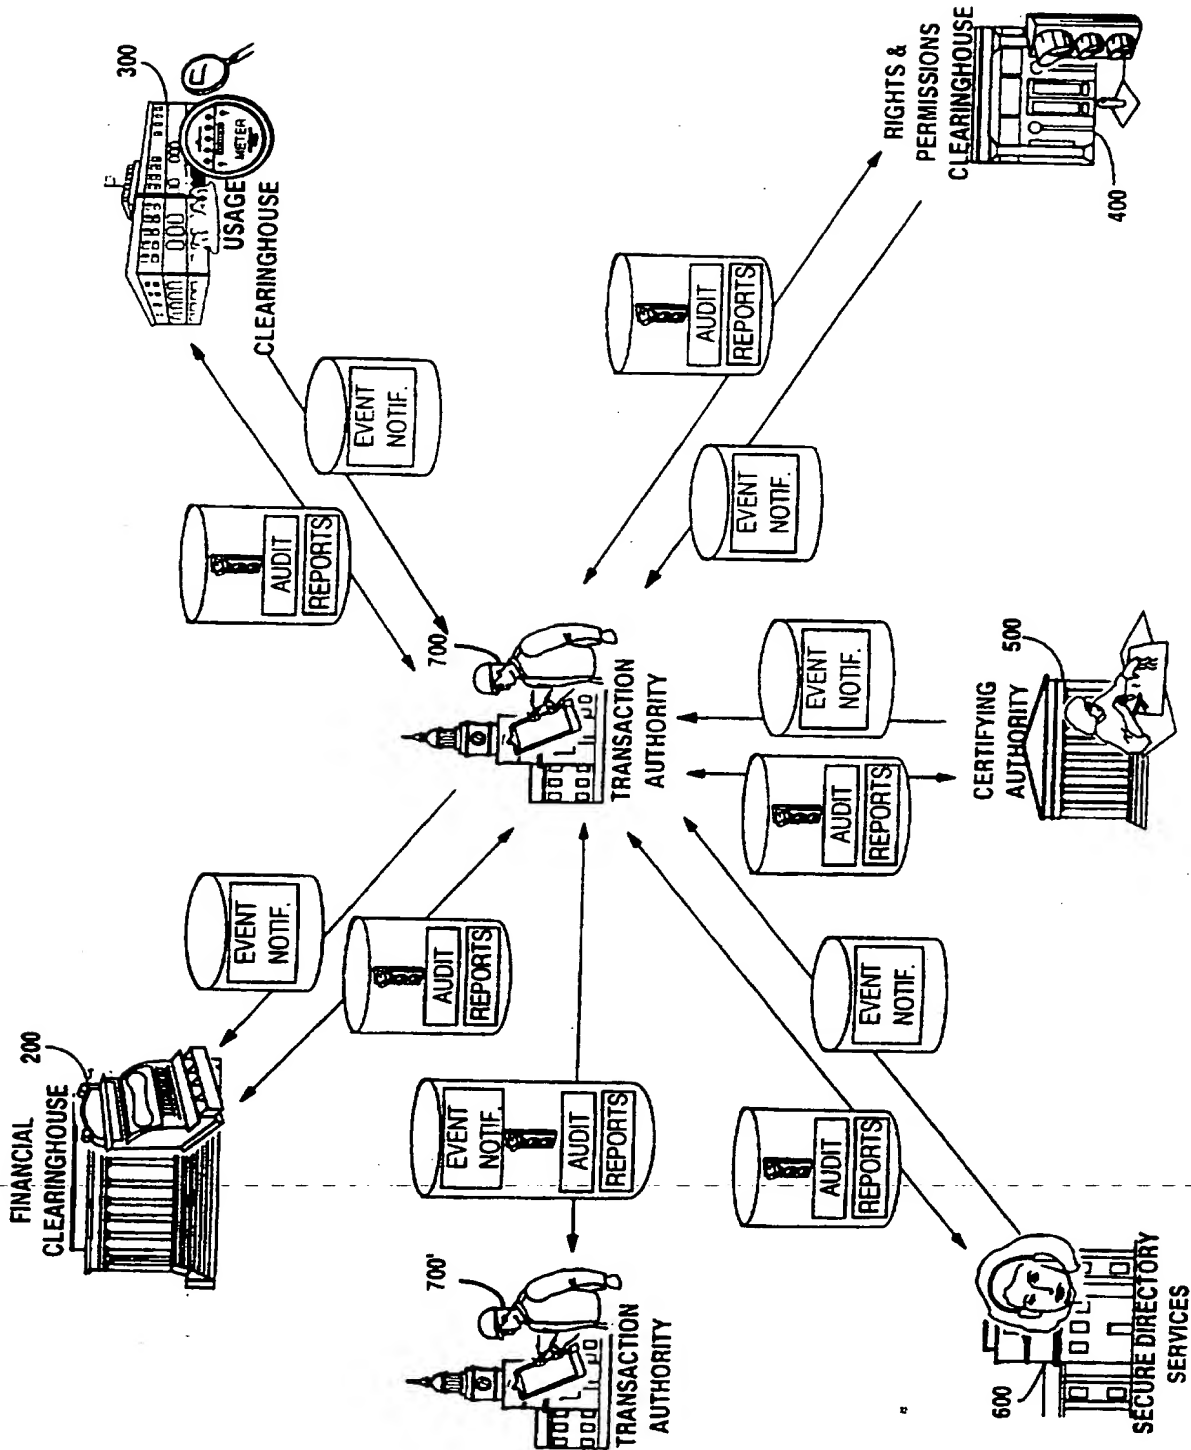 FINANCIAL
CLEARINGHOUSE
200
EVENT
NOTIF.
AUDIT
REPORTS
AUDIT
REPORTS
EVENT
NOTIF.
USAGE
CLEARINGHOUSE
300
METER
TRANSACTION
AUTHORITY
700'
EVENT
NOTIF.
AUDIT
REPORTS
TRANSACTION
AUTHORITY
700
SECURE DIRECTORY
SERVICES
600
AUDIT
REPORTS
EVENT
NOTIF.
CERTIFYING
AUTHORITY
500
AUDIT
REPORTS
EVENT
NOTIF.
EVENT
NOTIF.
AUDIT
REPORTS
RIGHTS &
PERMISSIONS
CLEARINGHOUSE
400